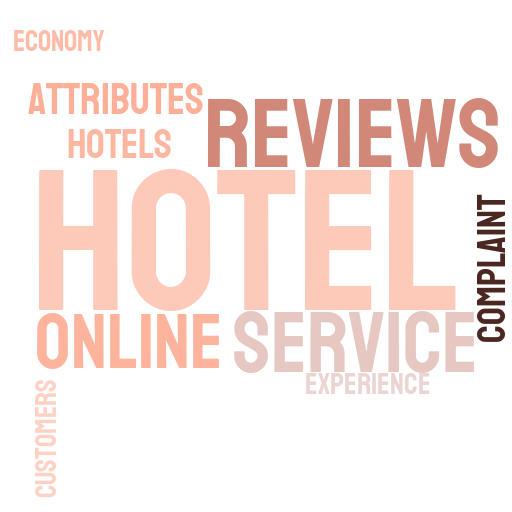 ECONOMY
ATTRIBUTES
REVIEWS
HOTELS
HOTEL
COMPLAINT
ONLINE
SERVICE
EXPERIENCE
CUSTOMERS